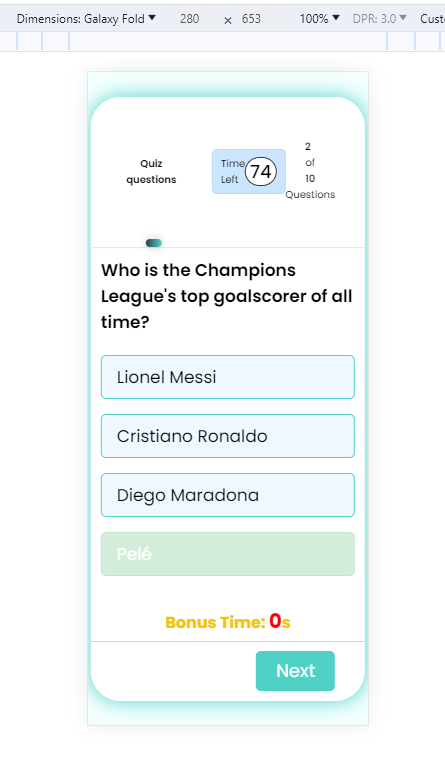 Dimensions: Galaxy Fold 280 × 653 100% DPR: 3.0 Cust
Quiz
questions
Time
Left
74
2
of
10
Questions
Who is the Champions
League's top goalscorer of all
time?
Lionel Messi
Cristiano Ronaldo
Diego Maradona
Pelé
Bonus Time: 0s
Next